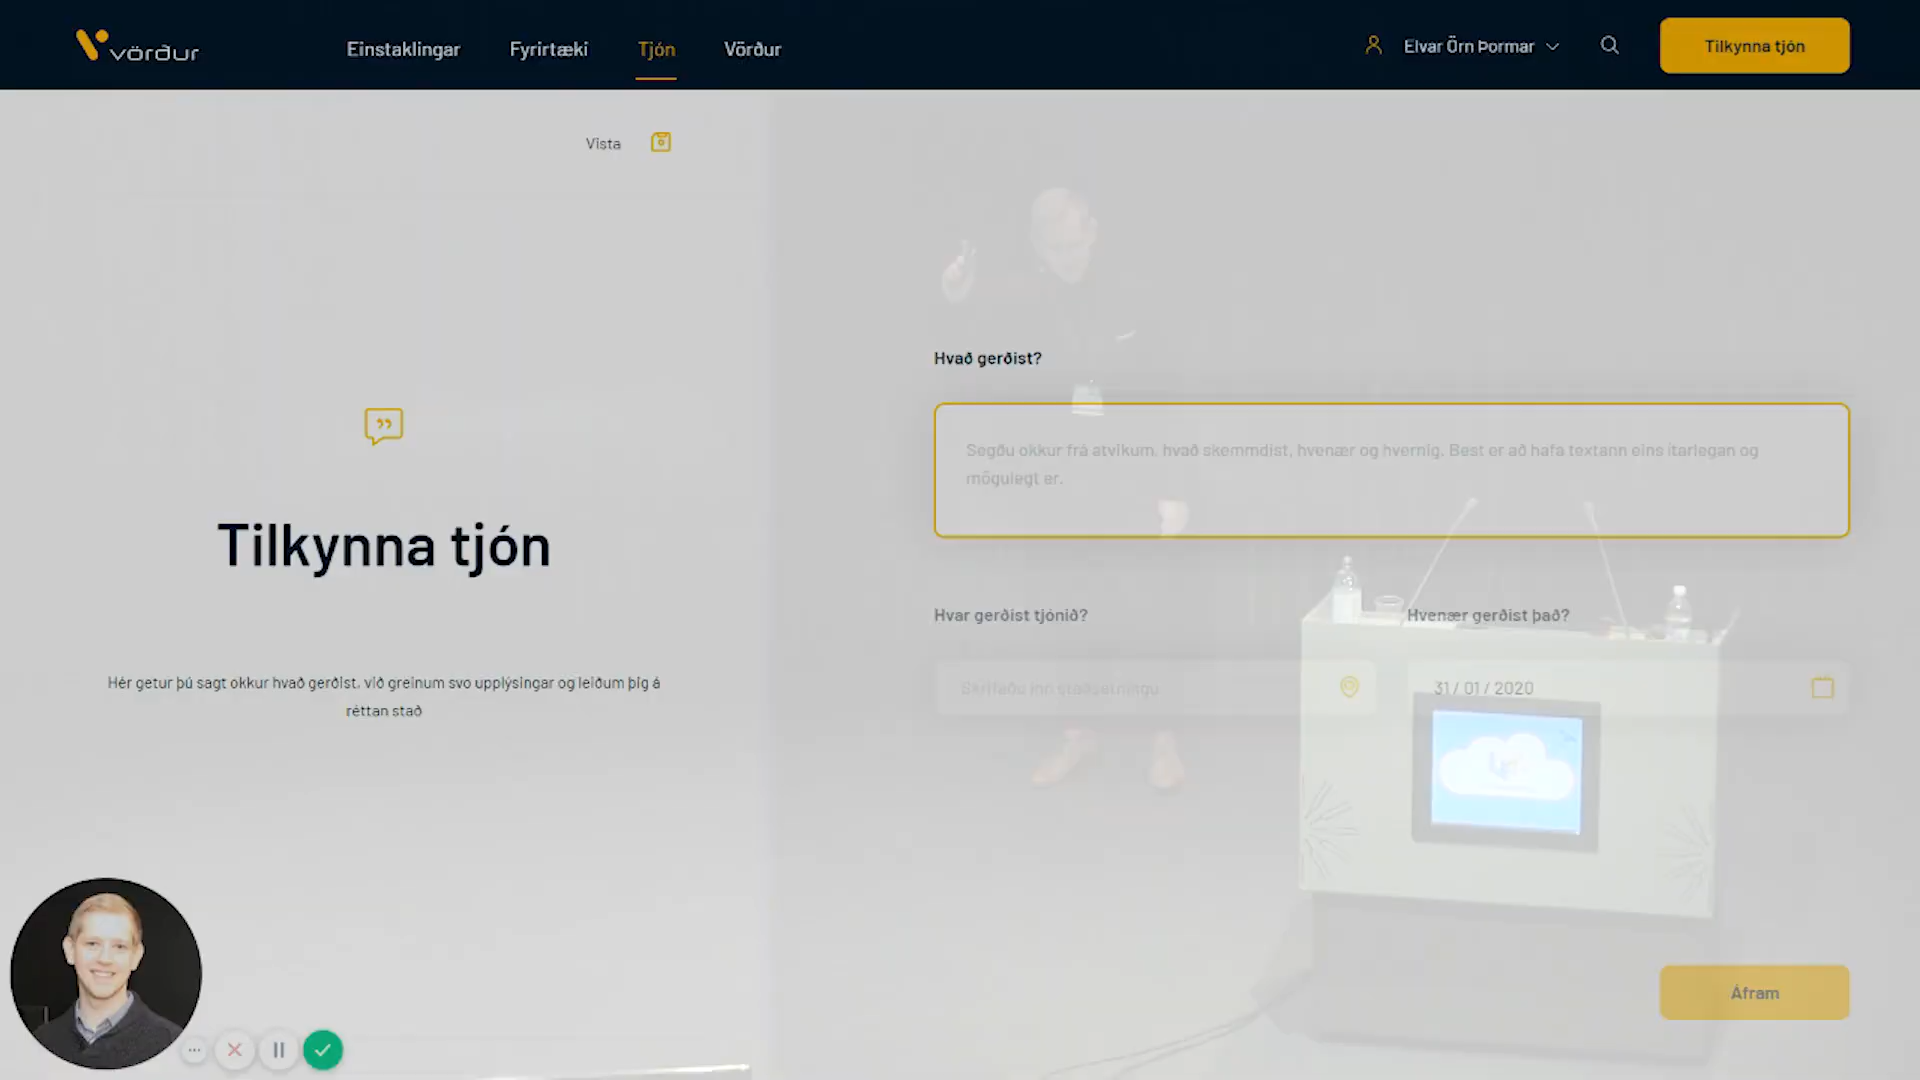 vörður
Einstaklingar
Fyrirtæki
Tjón
Vörður
Elvar Örn Þormar
Tilkynna tjón
Vista
Tilkynna tjón
Hér getur þú sagt okkur hvað gerðist, við greinum svo upplýsingar og leiðum þig á
réttan stað
Hvað gerðist?
Segðu okkur frá atvikum, hvað skemmdist, hvenær og hvernig. Best er að hafa textann eins ítarlegan og
mögulegt er.
Hvar gerðist tjónið?
Hvenær gerðist það?
Skrifaðu inn staðsetningu
31 / 01 / 2020
Áfram